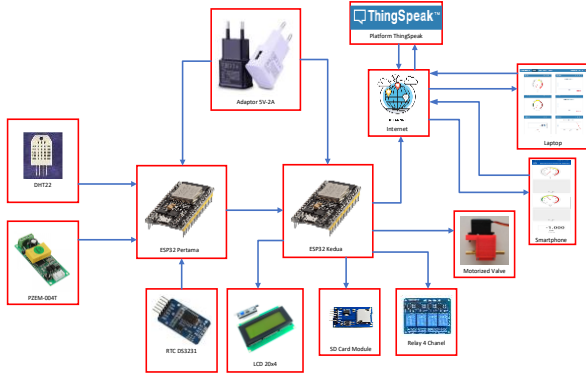 ThingSpeak™
Platform ThingSpeak
Adaptor 5V-2A
Internet
Laptop
DHT22
ESP32 Pertama
ESP32 Kedua
Smartphone
Motorized Valve
PZEM-004T
RTC DS3231
LCD 20x4
SD Card Module
Relay 4 Chanel